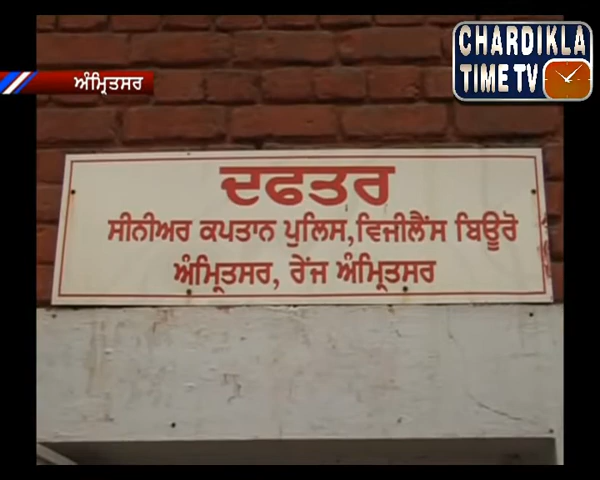 CHARDIKLA
TIME TV
ਅੰਮ੍ਰਿਤਸਰ
ਦਫਤਰ
ਸੀਨੀਅਰ ਕਪਤਾਨ ਪੁਲਿਸ, ਵਿਜੀਲੈਂਸ ਬਿਊਰੋ
ਅੰਮ੍ਰਿਤਸਰ, ਰੇਂਜ ਅੰਮ੍ਰਿਤਸਰ